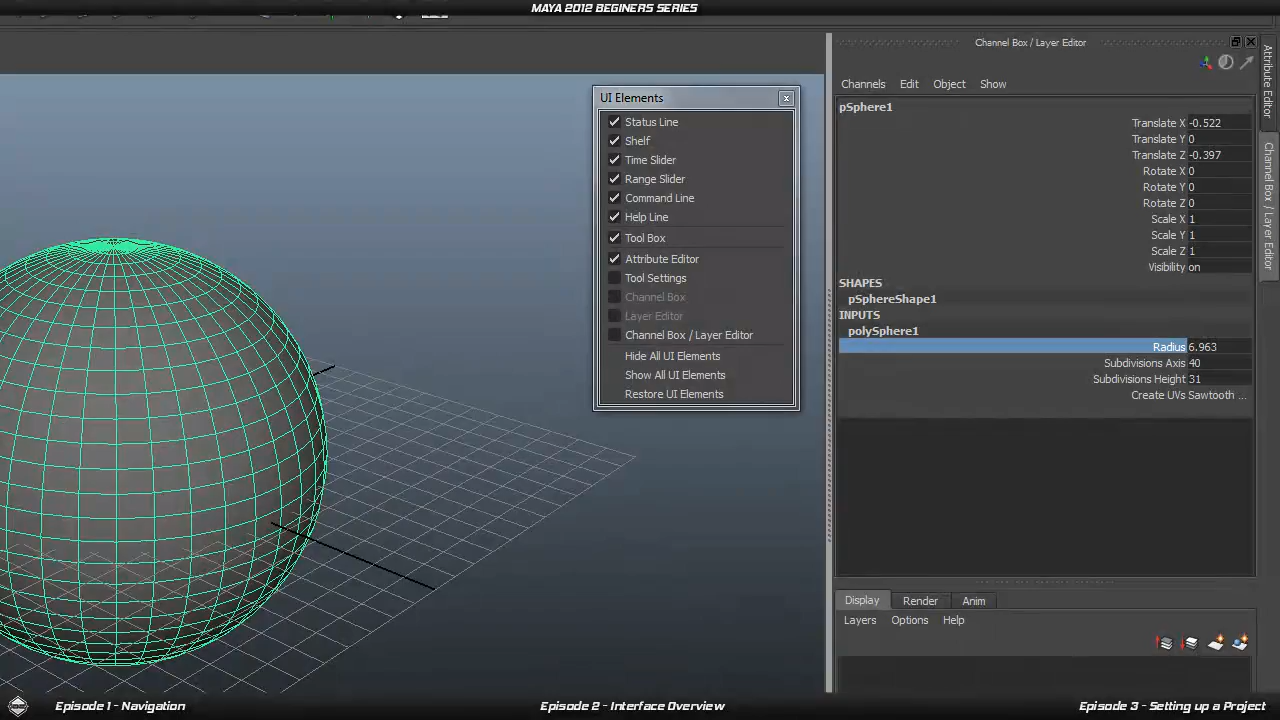 MAYA 2012 BEGINERS SERIES
Channel Box / Layer Editor
Channels Edit Object Show
pSphere1
Translate X -0.522
Translate Y 0
Translate Z -0.397
Rotate X 0
Rotate Y 0
Rotate Z 0
Scale X 1
Scale Y 1
Scale Z 1
Visibility on
SHAPES
pSphereShape1
INPUTS
polySphere1
Radius 6.963
Subdivisions Axis 40
Subdivisions Height 31
Create UVs Sawtooth ...
Attribute Editor
Channel Box / Layer Editor
UI Elements
Status Line
Shelf
Time Slider
Range Slider
Command Line
Help Line
Tool Box
Attribute Editor
Tool Settings
Channel Box
Layer Editor
Channel Box / Layer Editor
Hide All UI Elements
Show All UI Elements
Restore UI Elements
Display Render Anim
Layers Options Help
Episode 1 - Navigation
Episode 2 - Interface Overview
Episode 3 - Setting up a Project